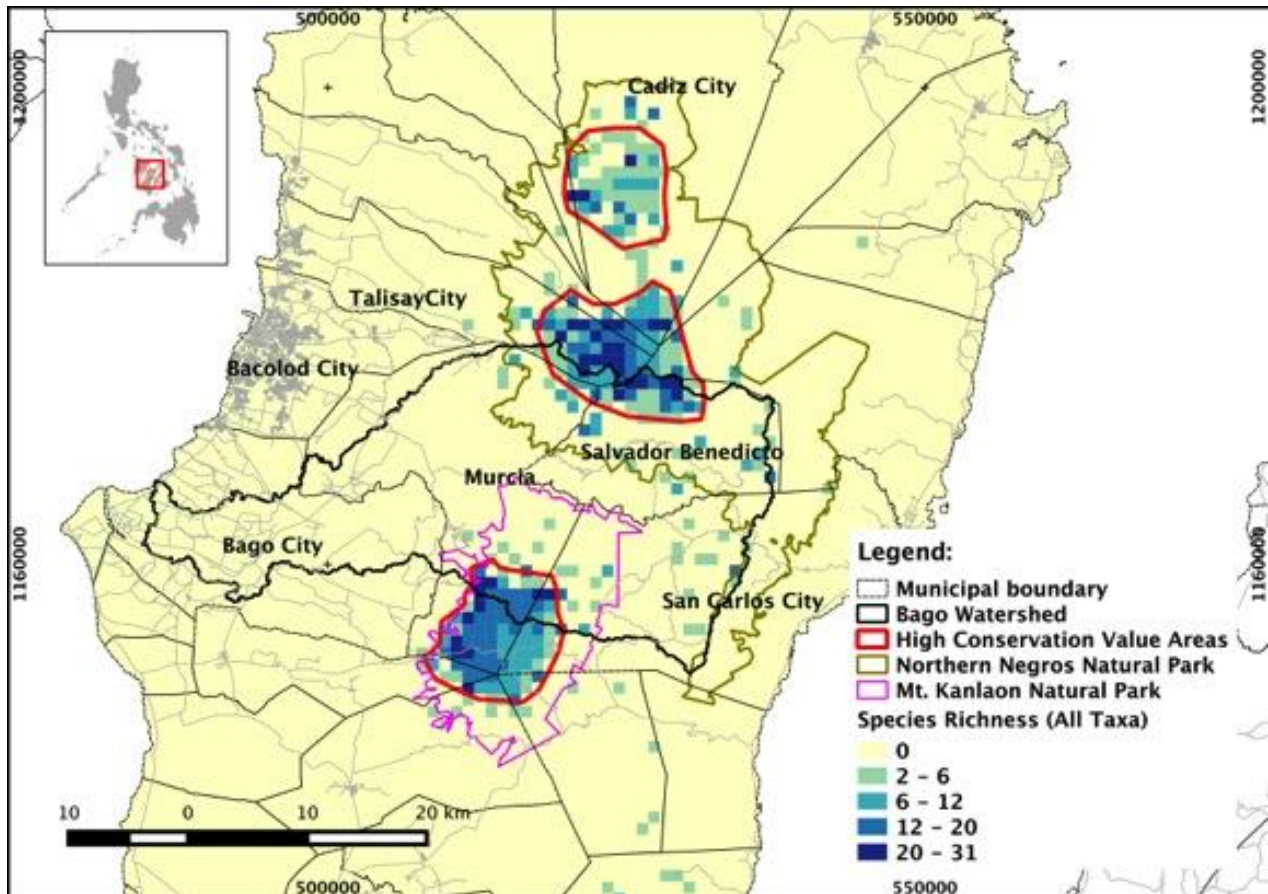 500000
550000
1200000
1200000
Cadiz City
TalisayCity
Bacolod City
Salvador Benedicto
Murcia
Bago City
1160000
1160000
San Carlos City
Legend:
Municipal boundary
Bago Watershed
High Conservation Value Areas
Northern Negros Natural Park
Mt. Kanlaon Natural Park
Species Richness (All Taxa)
0
2 - 6
6 - 12
12 - 20
20 - 31
10 0 10 20 km
500000
550000